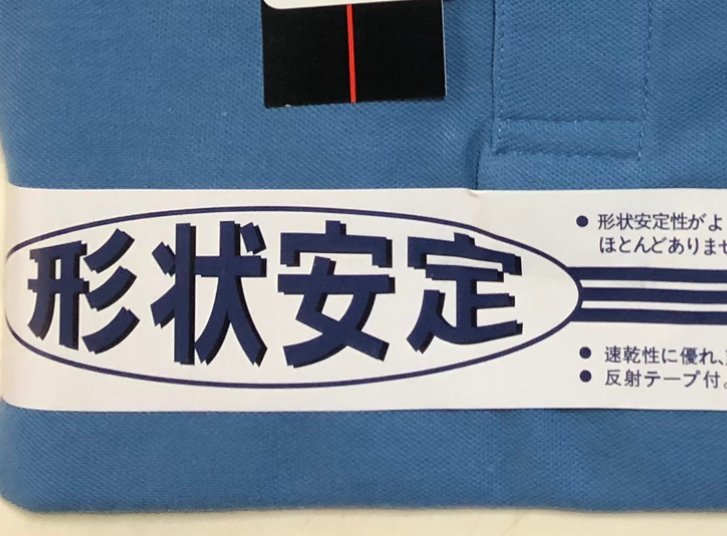 形状安定
● 形状安定性がよ
ほとんどありませ
● 速乾性に優れ、
● 反射テープ付。